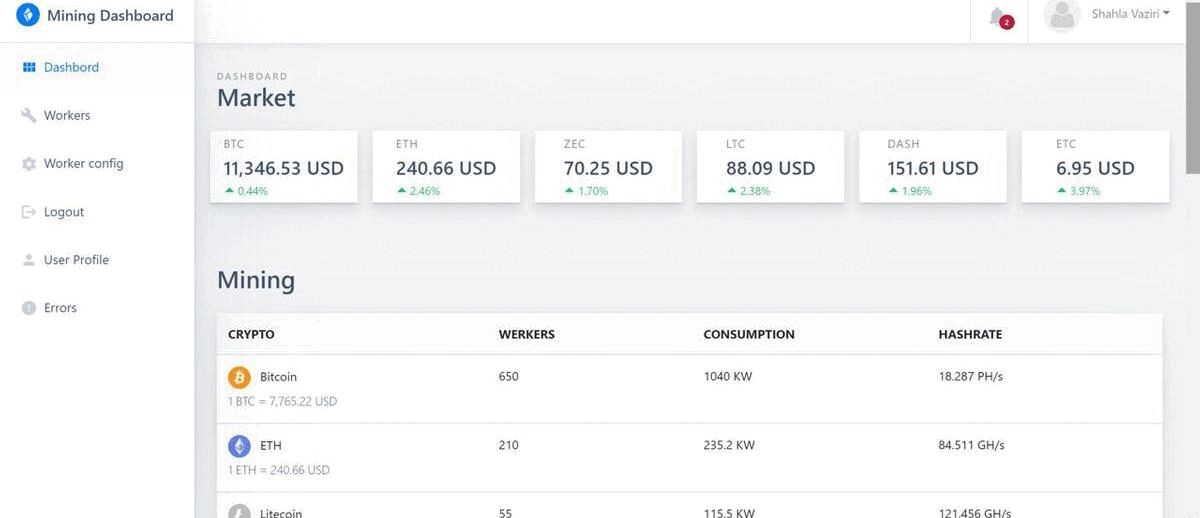 Mining Dashboard
2
Shahla Vaziri
Dashbord
Workers
Worker config
Logout
User Profile
Errors
DASHBOARD
Market
BTC
11,346.53 USD
0.44%
ETH
240.66 USD
2.46%
ZEC
70.25 USD
1.70%
LTC
88.09 USD
2.38%
DASH
151.61 USD
1.96%
ETC
6.95 USD
3.97%
Mining
CRYPTO WERKERS CONSUMPTION HASHRATE
Bitcoin 650 1040 KW 18.287 PH/s
1 BTC = 7,765.22 USD
ETH 210 235.2 KW 84.511 GH/s
1 ETH = 240.66 USD
Litecoin 55 115.5 KW 121.456 GH/s